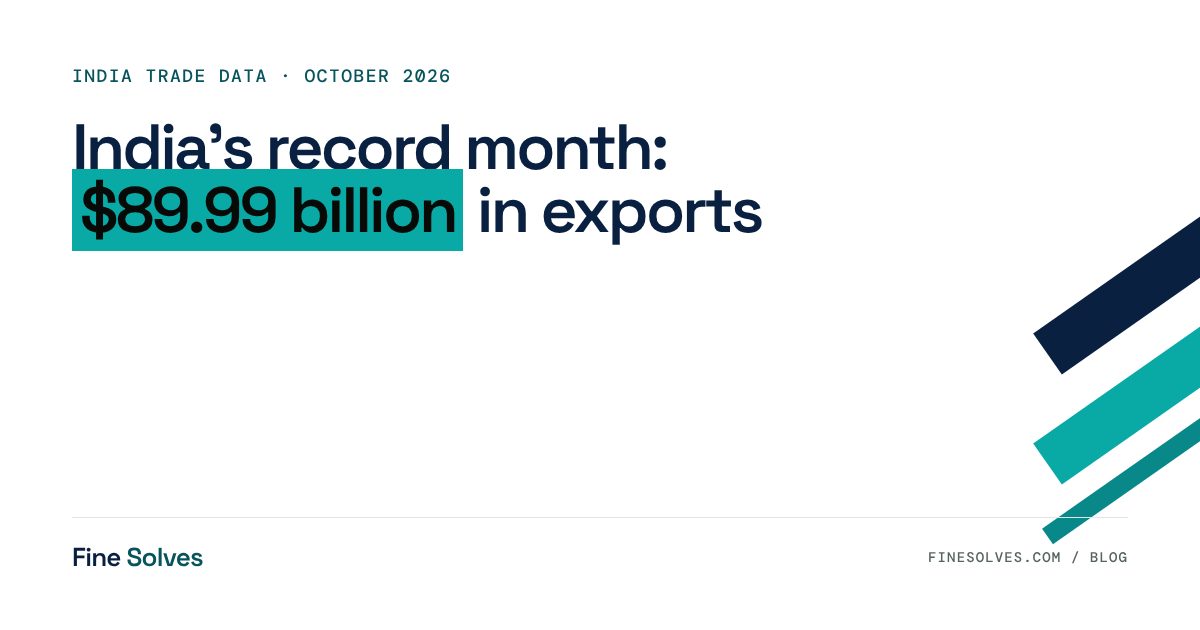 INDIA TRADE DATA · OCTOBER 2026
India’s record month:
$89.99 billion in exports
Fine Solves
FINESOLVES.COM / BLOG